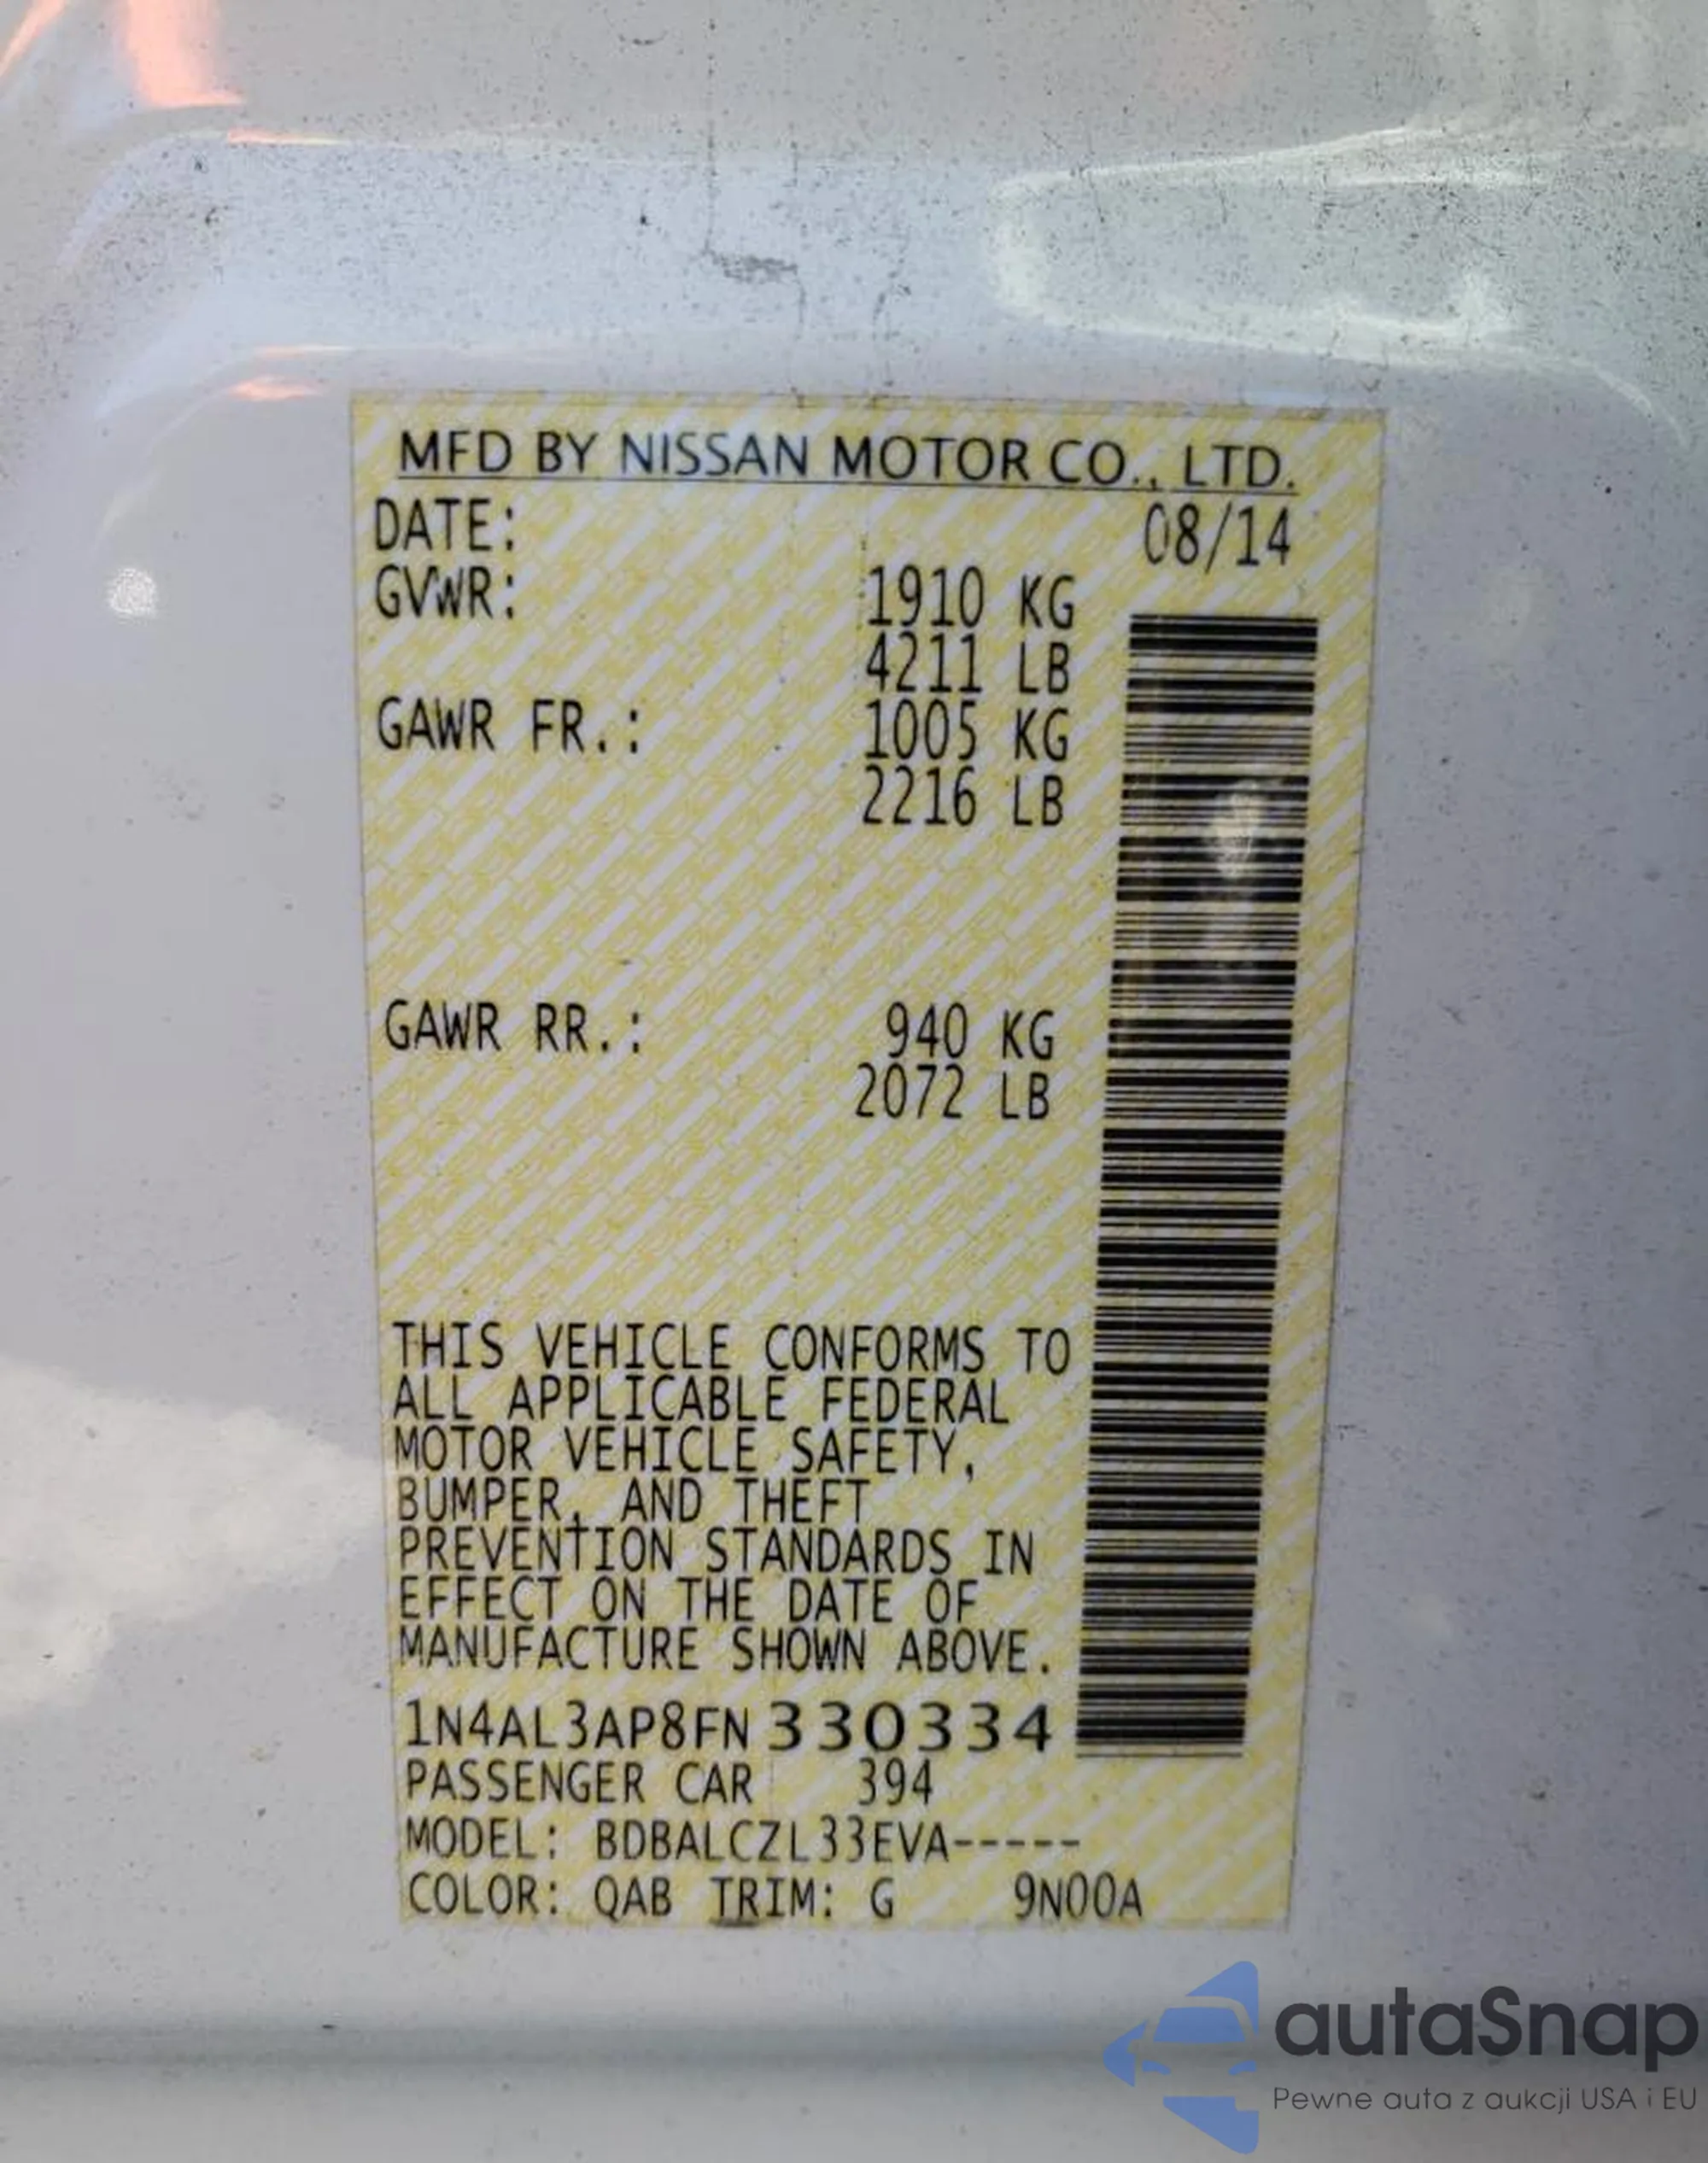 MFD BY NISSAN MOTOR CO., LTD.
DATE: 08/14
GVWR: 1910 KG
4211 LB
GAWR FR.: 1005 KG
2216 LB
GAWR RR.: 940 KG
2072 LB
THIS VEHICLE CONFORMS TO
ALL APPLICABLE FEDERAL
MOTOR VEHICLE SAFETY,
BUMPER, AND THEFT
PREVENTION STANDARDS IN
EFFECT ON THE DATE OF
MANUFACTURE SHOWN ABOVE.
1N4AL3AP8FN330334
PASSENGER CAR 394
MODEL: BDBALCZL33EVA-----
COLOR: QAB TRIM: G 9N00A
autaSnap
Pewne auta z aukcji USA i EU